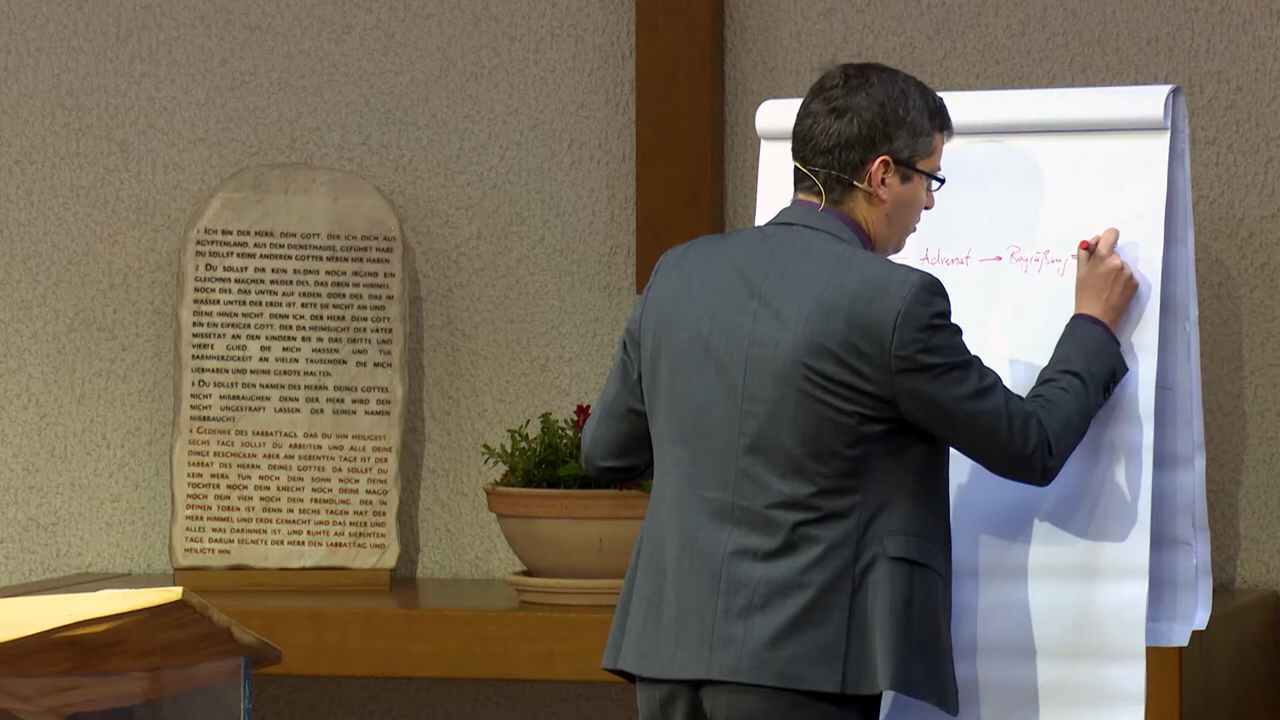 1 ICH BIN DER HERR, DEIN GOTT, DER ICH DICH AUS
ÄGYPTENLAND, AUS DEM DIENSTHAUSE, GEFÜHRT HABE
DU SOLLST KEINE ANDEREN GÖTTER NEBEN MIR HABEN.
2 DU SOLLST DIR KEIN BILDNIS NOCH IRGEND EIN
GLEICHNIS MACHEN, WEDER DES, DAS OBEN IM HIMMEL,
NOCH DES, DAS UNTEN AUF ERDEN, ODER DES, DAS IM
WASSER UNTER DER ERDE IST. BETE SIE NICHT AN UND
DIENE IHNEN NICHT. DENN ICH, DER HERR, DEIN GOTT,
BIN EIN EIFRIGER GOTT, DER DA HEIMSUCHT DER VÄTER
MISSETAT AN DEN KINDERN BIS IN DAS DRITTE UND
VIERTE GLIED, DIE MICH HASSEN, UND TUE
BARMHERZIGKEIT AN VIELEN TAUSENDEN, DIE MICH
LIEBHABEN UND MEINE GEBOTE HALTEN.
3 DU SOLLST DEN NAMEN DES HERRN, DEINES GOTTES,
NICHT MIßBRAUCHEN, DENN DER HERR WIRD DEN
NICHT UNGESTRAFT LASSEN, DER SEINEN NAMEN
MIßBRAUCHT.
4 GEDENKE DES SABBATTAGS, DAß DU IHN HEILIGEST.
SECHS TAGE SOLLST DU ARBEITEN UND ALLE DEINE
DINGE BESCHICKEN; ABER AM SIEBENTEN TAGE IST DER
SABBAT DES HERRN, DEINES GOTTES. DA SOLLST DU
KEIN WERK TUN NOCH DEIN SOHN NOCH DEINE
TOCHTER NOCH DEIN KNECHT NOCH DEINE MAGD
NOCH DEIN VIEH NOCH DEIN FREMDLING, DER IN
DEINEN TOREN IST. DENN IN SECHS TAGEN HAT DER
HERR HIMMEL UND ERDE GEMACHT UND DAS MEER UND
ALLES, WAS DARINNEN IST, UND RUHTE AM SIEBENTEN
TAGE. DARUM SEGNETE DER HERR DEN SABBATTAG UND
HEILIGTE IHN.
Advenat → Begrüßung